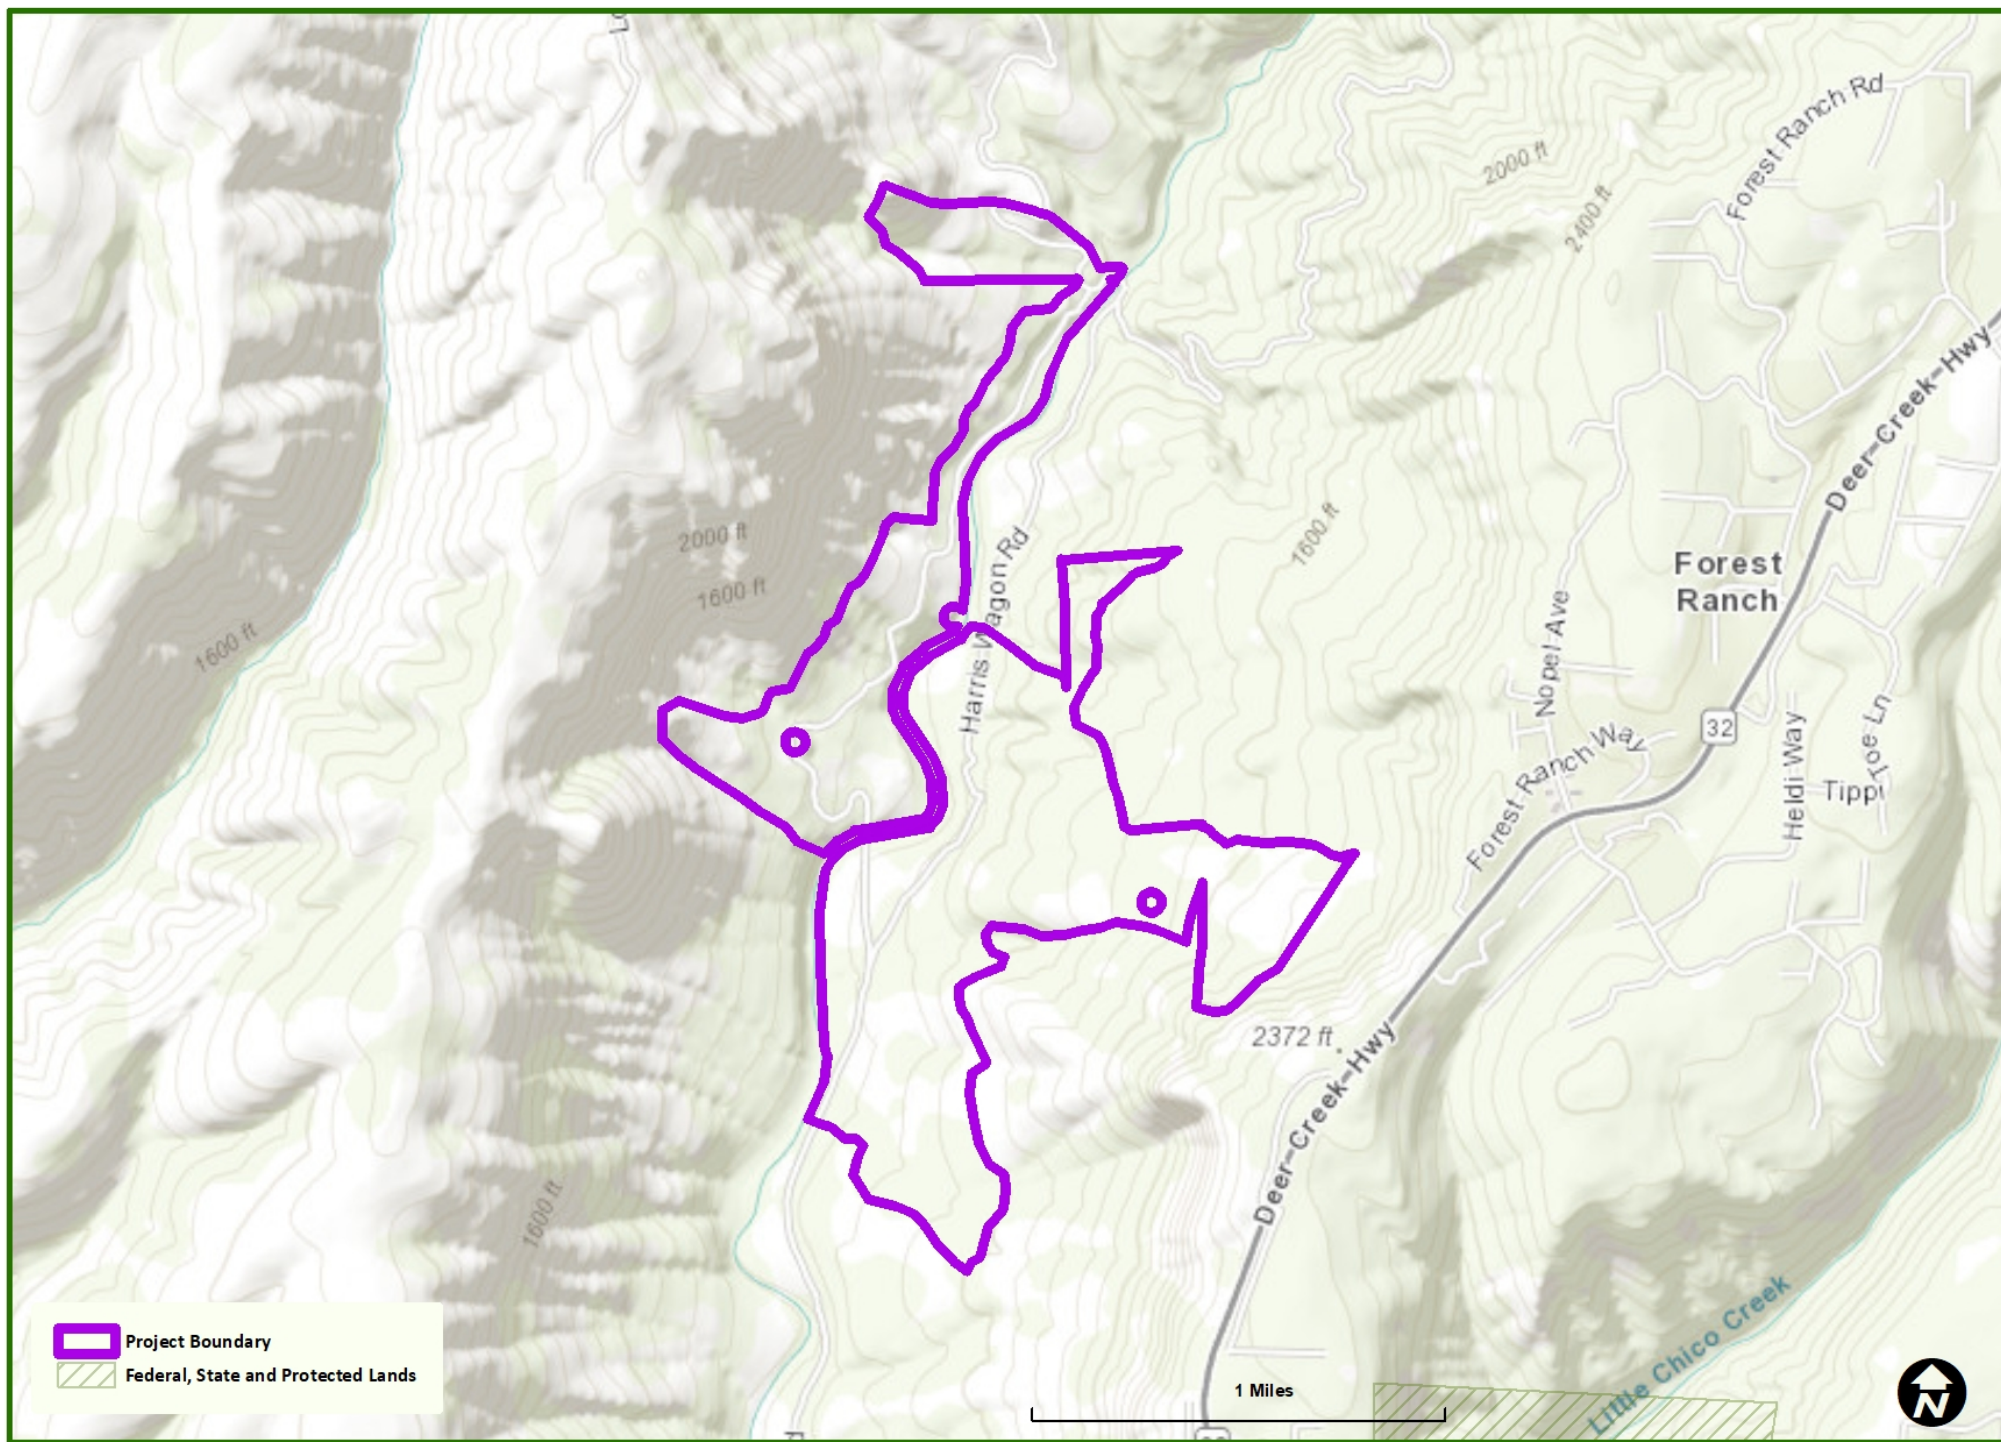 Forest Ranch Rd
2000 ft
2400 ft
Deer-Creek-Hwy
2000 ft
1600 ft
1600 ft
1600 ft
Harris Wagon Rd
Forest
Ranch
Nopel Ave
32
Forest Ranch Way
Heldi Way
Tippi Toe Ln
2372 ft
Deer-Creek-Hwy
1600 ft
Little Chico Creek
Project Boundary
Federal, State and Protected Lands
1 Miles
N